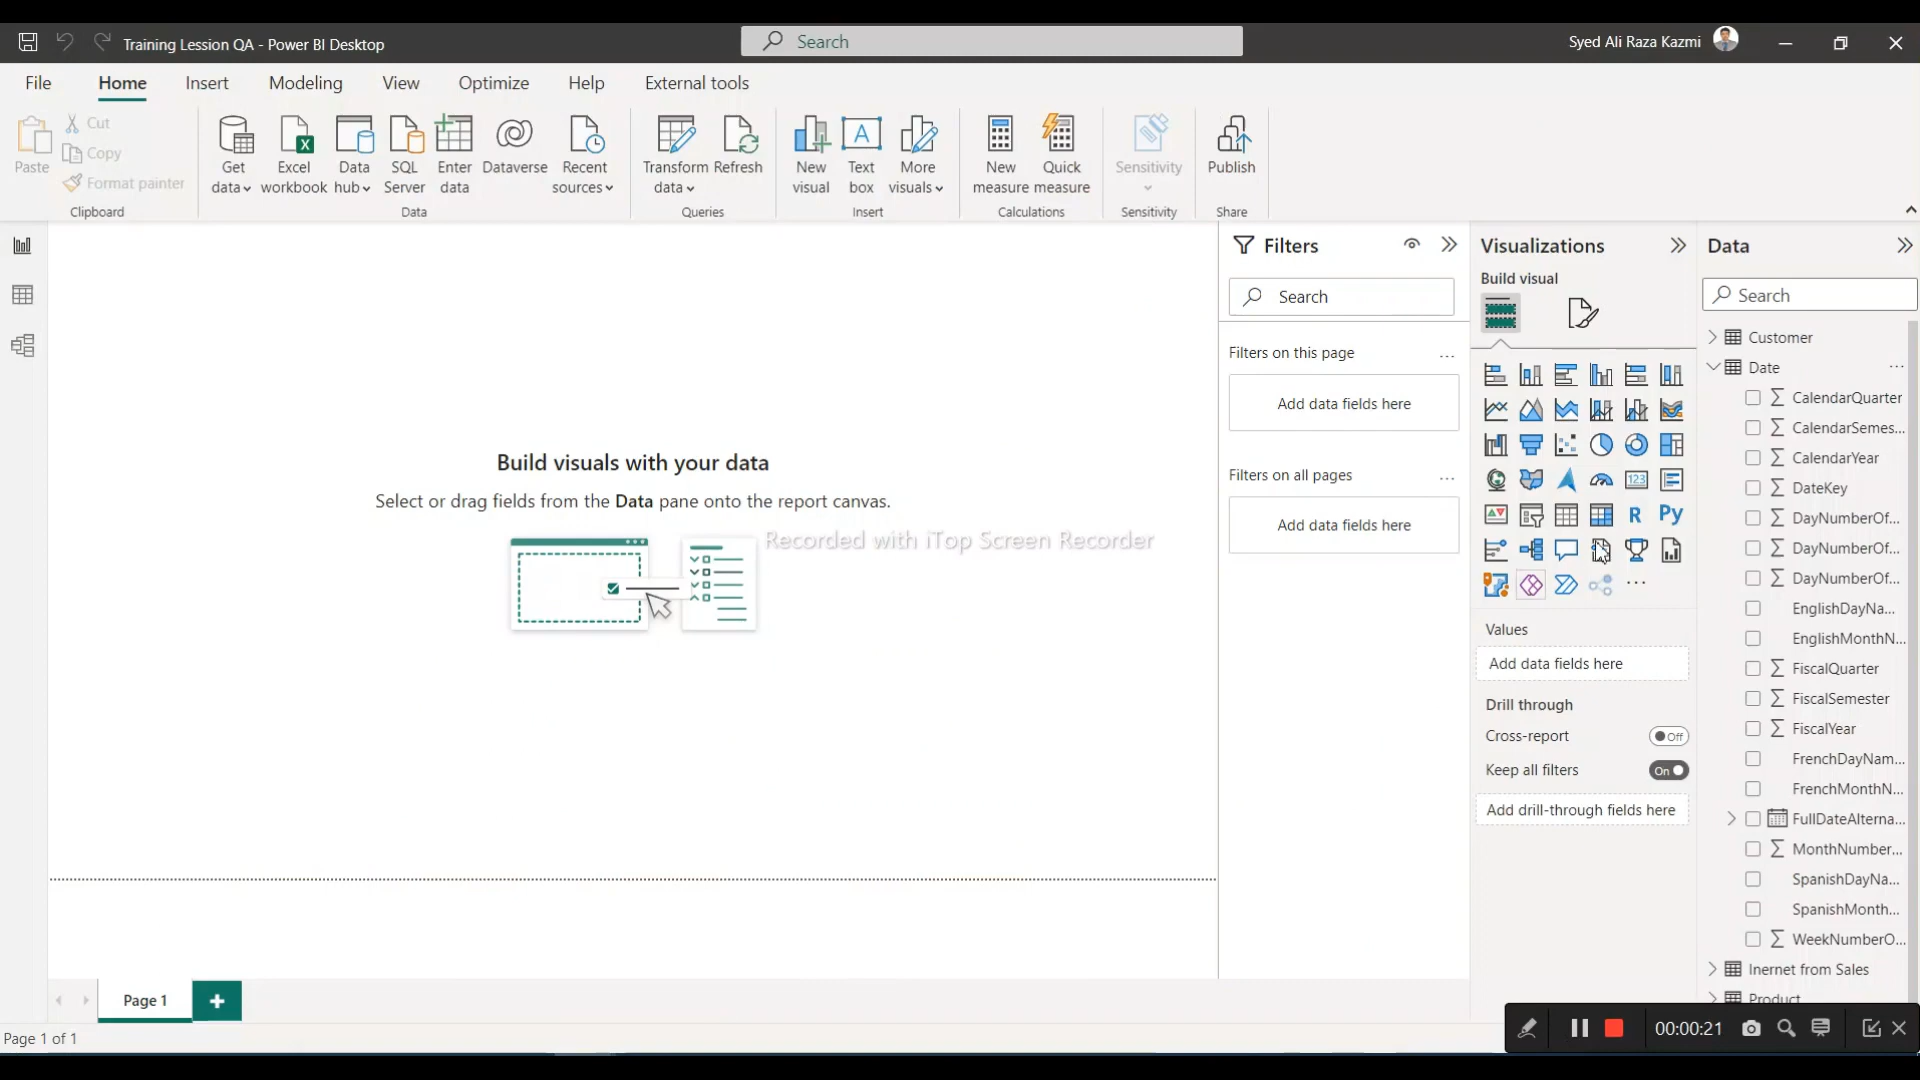 Training Lession QA - Power BI Desktop
Search
Syed Ali Raza Kazmi
File
Home
Insert
Modeling
View
Optimize
Help
External tools
Paste
Cut
Copy
Format painter
Clipboard
Get data
Excel workbook
Data hub
SQL Server
Enter data
Dataverse
Recent sources
Data
Transform data
Refresh
Queries
New visual
Text box
More visuals
Insert
New measure
Quick measure
Calculations
Sensitivity
Sensitivity
Publish
Share
Build visuals with your data
Select or drag fields from the Data pane onto the report canvas.
Recorded with iTop Screen Recorder
Filters
Search
Filters on this page
...
Add data fields here
Filters on all pages
...
Add data fields here
Visualizations
Build visual
123
R
Py
...
Values
Add data fields here
Drill through
Cross-report
Off
Keep all filters
On
Add drill-through fields here
Data
Search
Customer
Date
...
CalendarQuarter
CalendarSemes...
CalendarYear
DateKey
DayNumberOf...
DayNumberOf...
DayNumberOf...
EnglishDayNa...
EnglishMonthN...
FiscalQuarter
FiscalSemester
FiscalYear
FrenchDayNam...
FrenchMonthN...
FullDateAlterna...
MonthNumber...
SpanishDayNa...
SpanishMonth...
WeekNumberO...
Inernet from Sales
Product
Page 1
Page 1 of 1
00:00:21